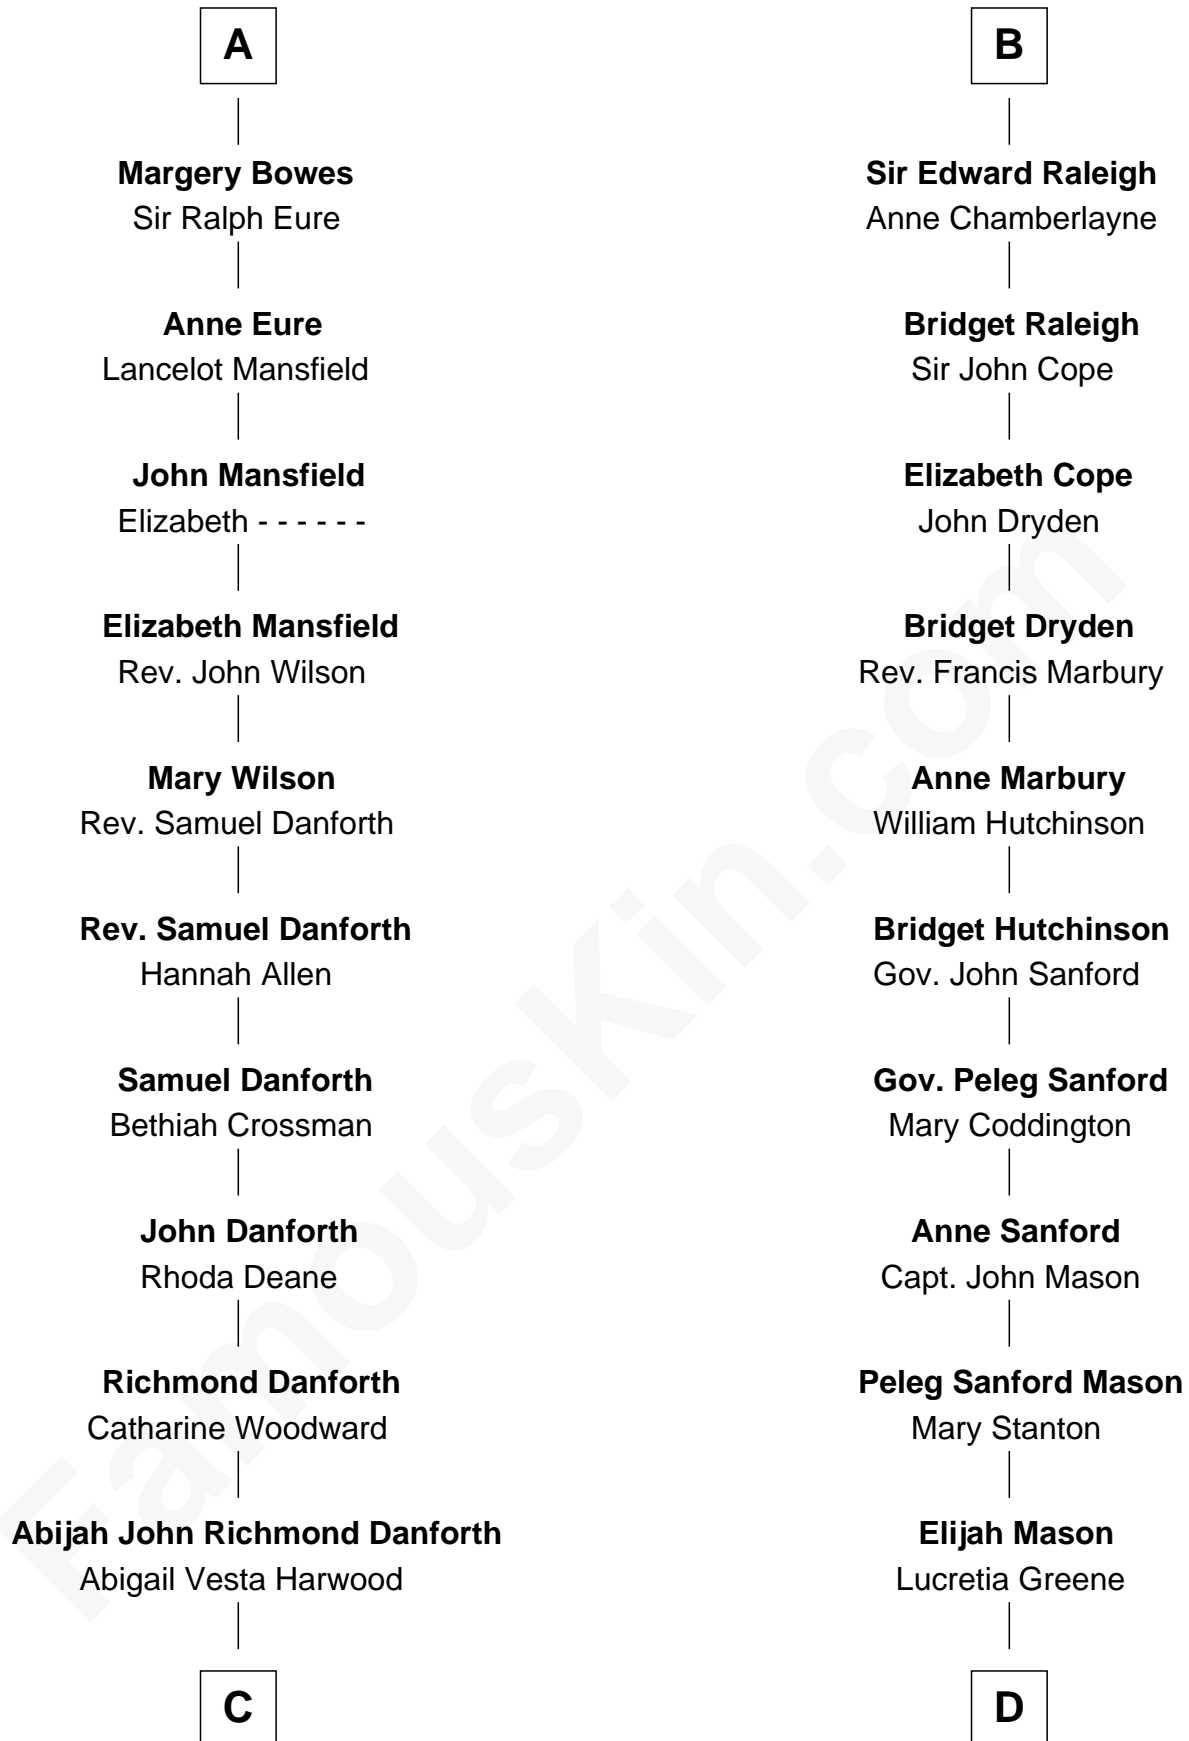 A
Margery Bowes
Sir Ralph Eure
Anne Eure
Lancelot Mansfield
John Mansfield
Elizabeth - - - - - -
Elizabeth Mansfield
Rev. John Wilson
Mary Wilson
Rev. Samuel Danforth
Rev. Samuel Danforth
Hannah Allen
Samuel Danforth
Bethiah Crossman
John Danforth
Rhoda Deane
Richmond Danforth
Catharine Woodward
Abijah John Richmond Danforth
Abigail Vesta Harwood
C
B
Sir Edward Raleigh
Anne Chamberlayne
Bridget Raleigh
Sir John Cope
Elizabeth Cope
John Dryden
Bridget Dryden
Rev. Francis Marbury
Anne Marbury
William Hutchinson
Bridget Hutchinson
Gov. John Sanford
Gov. Peleg Sanford
Mary Coddington
Anne Sanford
Capt. John Mason
Peleg Sanford Mason
Mary Stanton
Elijah Mason
Lucretia Greene
D
FamousKin.com